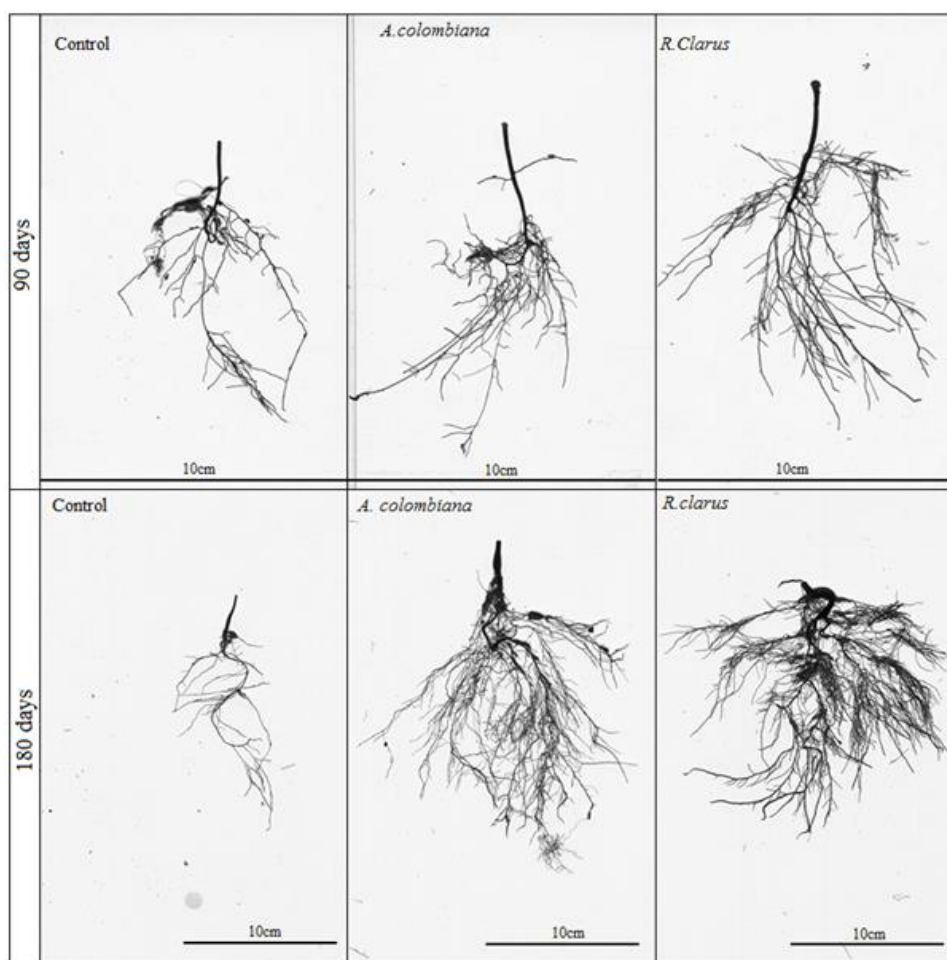 90 days
Control
A.colombiana
R.Clarus
10cm
10cm
10cm
180 days
Control
A. colombiana
R.clarus
10cm
10cm
10cm